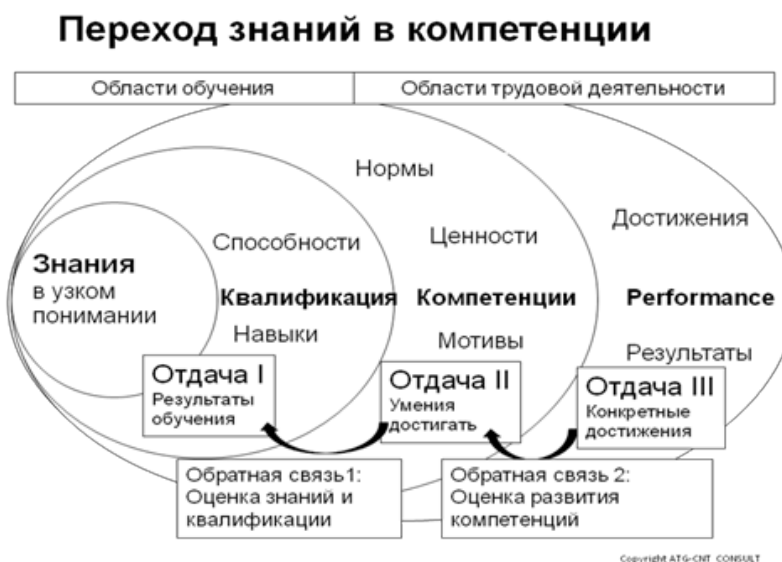 Переход знаний в компетенции
Области обучения
Области трудовой деятельности
Нормы
Способности
Ценности
Достижения
Знания
в узком
понимании
Квалификация
Компетенции
Performance
Навыки
Мотивы
Результаты
Отдача I
Результаты
обучения
Отдача II
Умения
достигать
Отдача III
Конкретные
достижения
Обратная связь1:
Оценка знаний и
квалификации
Обратная связь 2:
Оценка развития
компетенций
Copyright ATG-CNT CONSULT